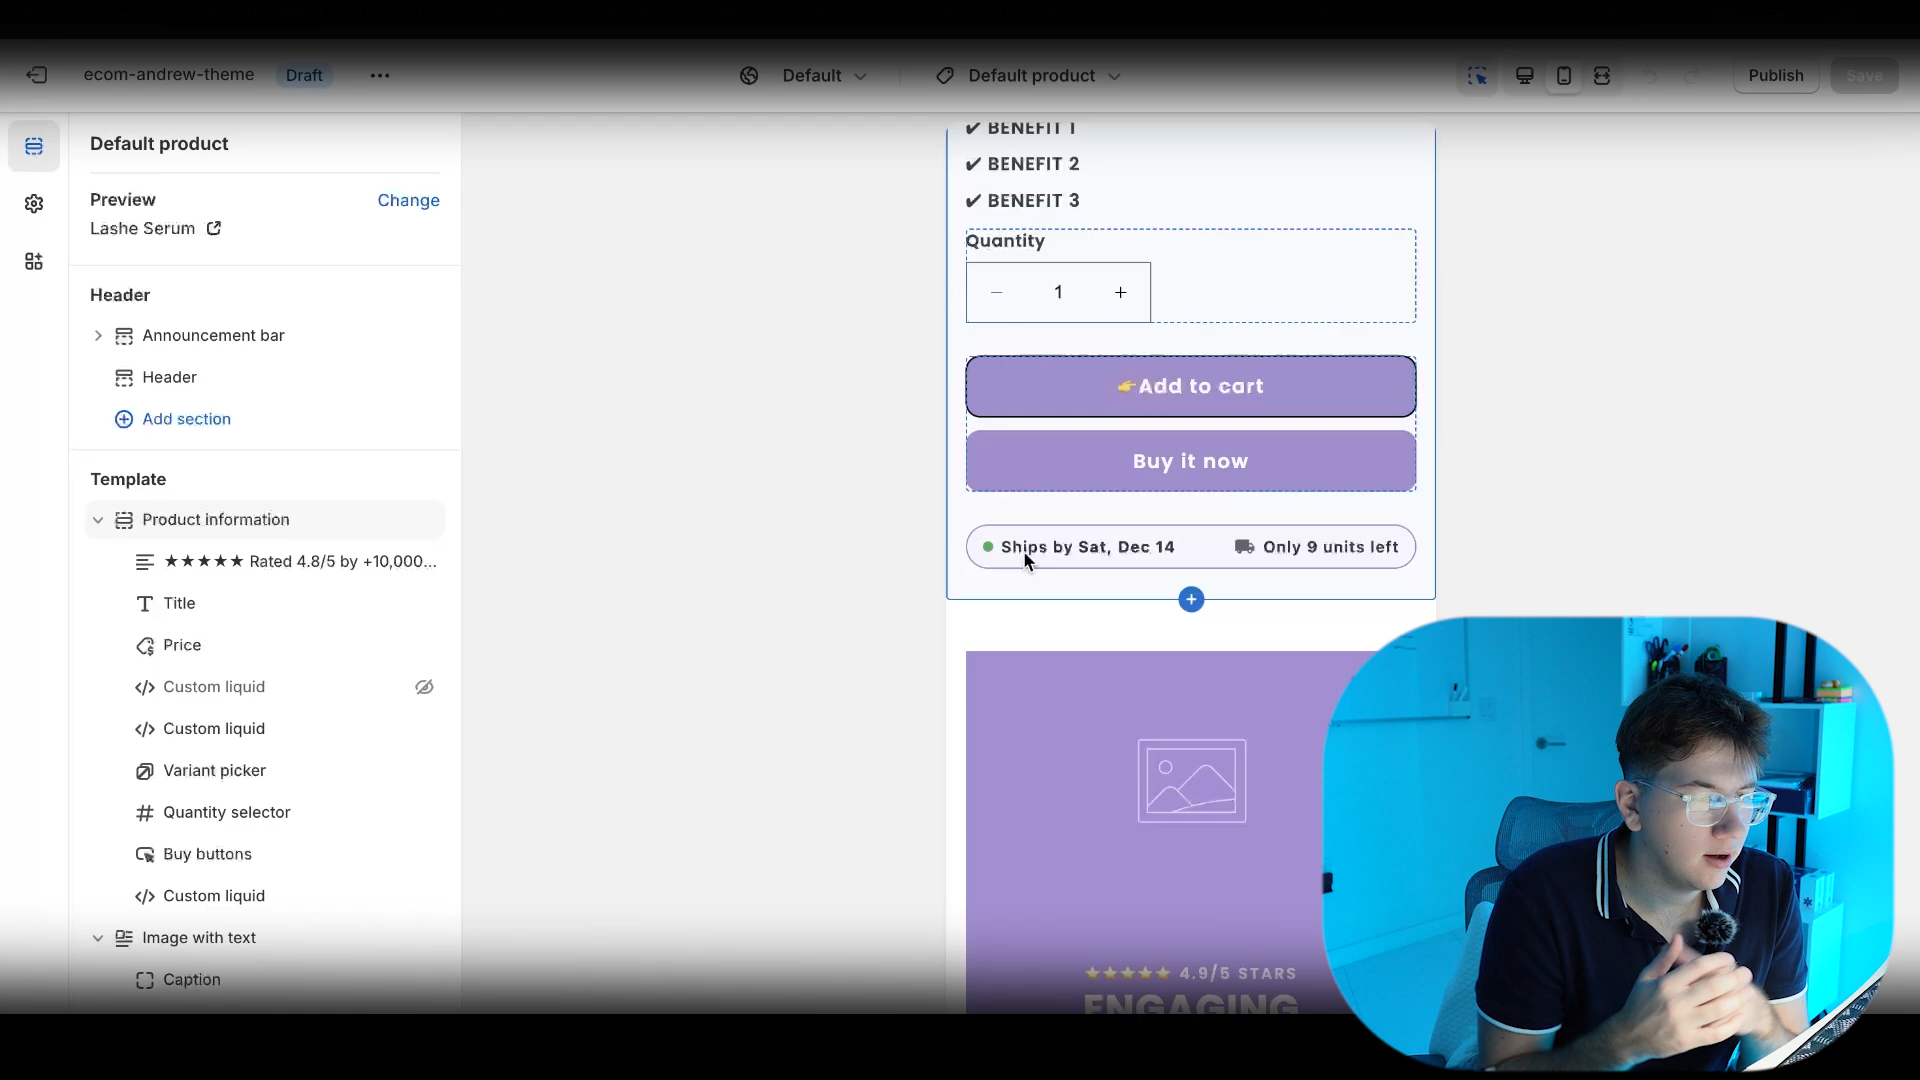 ecom-andrew-theme Draft Default Default product Publish Save
Default product
Preview Change
Lashe Serum
Header
Announcement bar
Header
Add section
Template
Product information
★★★★★ Rated 4.8/5 by +10,000...
Title
Price
Custom liquid
Custom liquid
Variant picker
Quantity selector
Buy buttons
Custom liquid
Image with text
Caption
✔ BENEFIT 1
✔ BENEFIT 2
✔ BENEFIT 3
Quantity
− 1 +
👉Add to cart
Buy it now
Ships by Sat, Dec 14 Only 9 units left
★★★★★ 4.9/5 STARS
ENGAGING